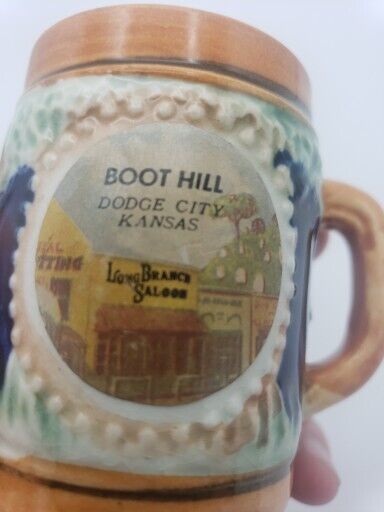 BOOT HILL
DODGE CITY
KANSAS
LONG BRANCH
SALOON